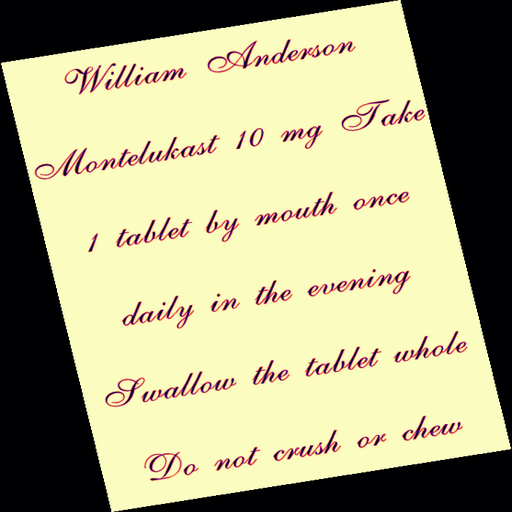 William Anderson
Montelukast 10 mg Take
1 tablet by mouth once
daily in the evening
Swallow the tablet whole
Do not crush or chew